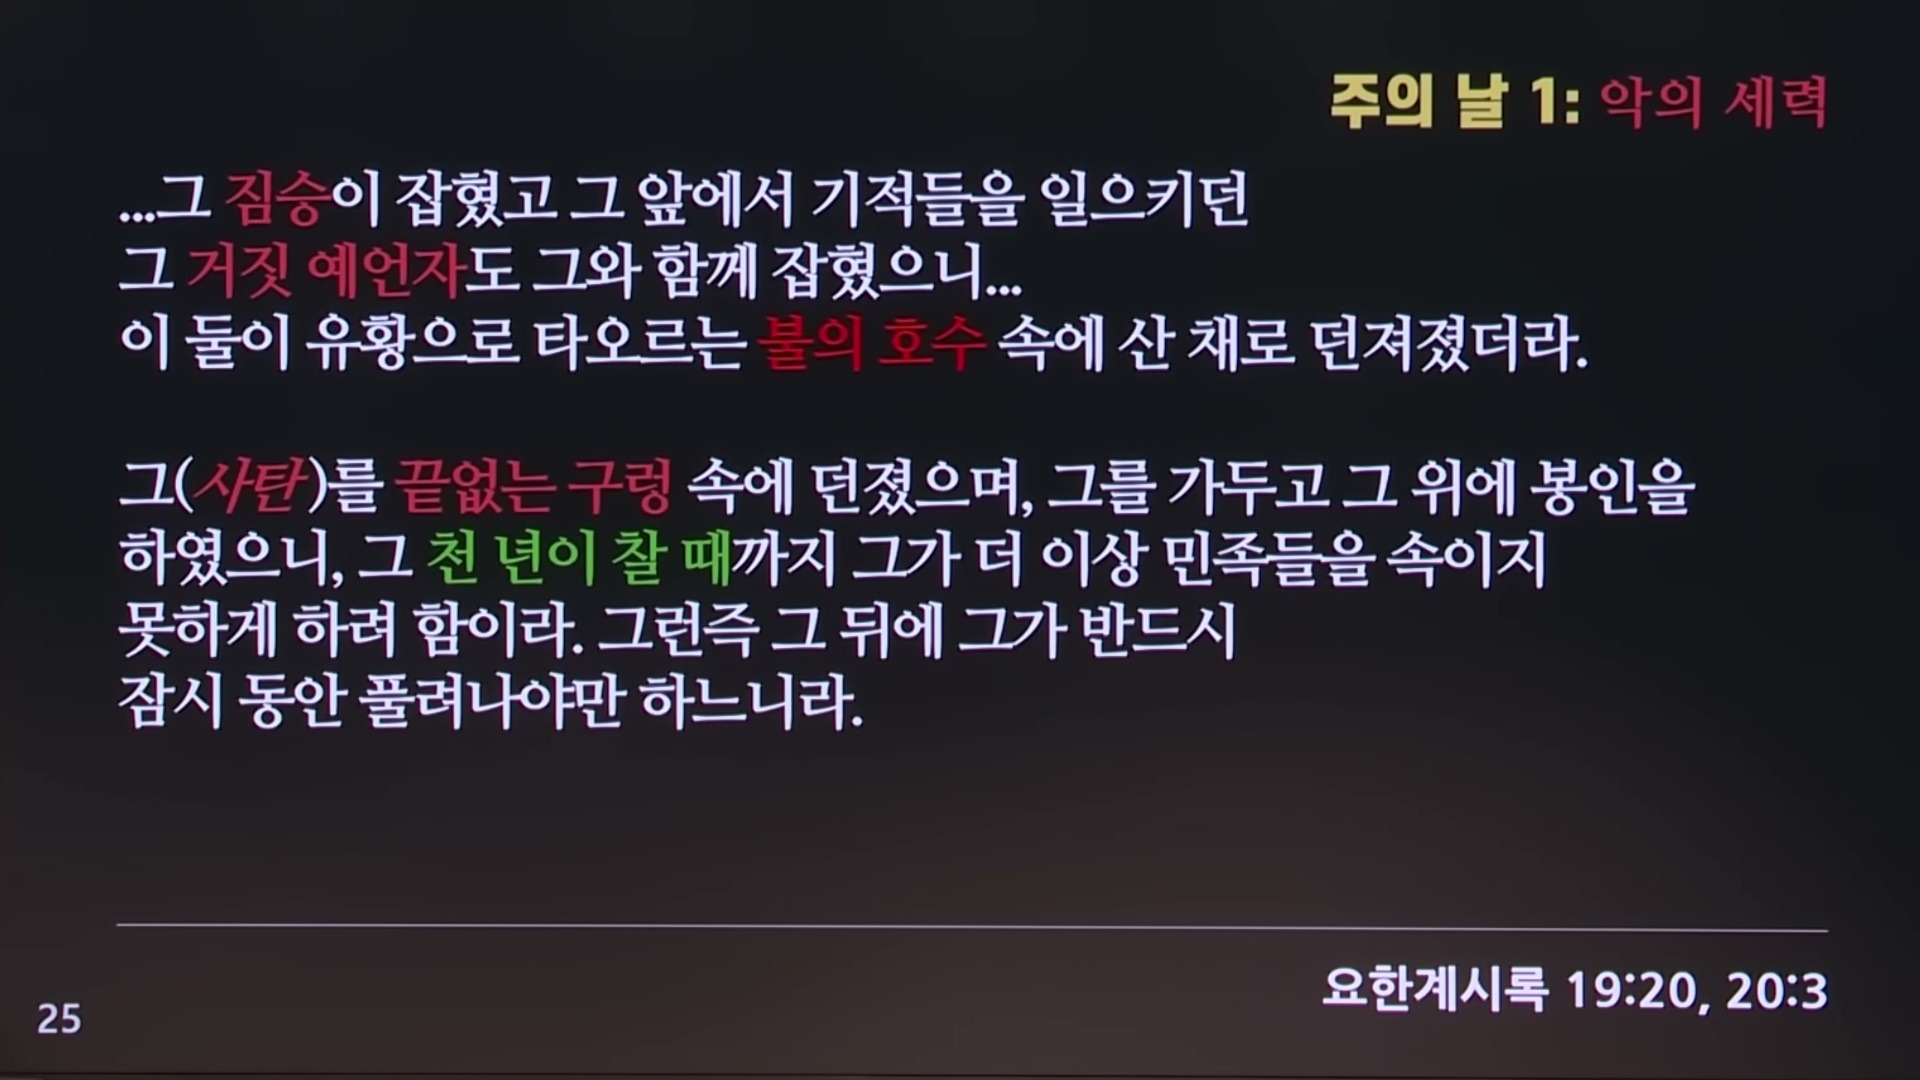 주의 날 1: 악의 세력
...그 짐승이 잡혔고 그 앞에서 기적들을 일으키던
그 거짓 예언자도 그와 함께 잡혔으니...
이 둘이 유황으로 타오르는 불의 호수 속에 산 채로 던져졌더라.
그(사탄)를 끝없는 구렁 속에 던졌으며, 그를 가두고 그 위에 봉인을
하였으니, 그 천 년이 찰 때까지 그가 더 이상 민족들을 속이지
못하게 하려 함이라. 그런즉 그 뒤에 그가 반드시
잠시 동안 풀려나야만 하느니라.
요한계시록 19:20, 20:3
25